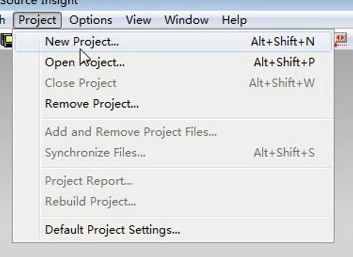 Source Insight
h Project Options View Window Help
New Project... Alt+Shift+N
Open Project... Alt+Shift+P
Close Project Alt+Shift+W
Remove Project...
Add and Remove Project Files...
Synchronize Files... Alt+Shift+S
Project Report...
Rebuild Project...
Default Project Settings...